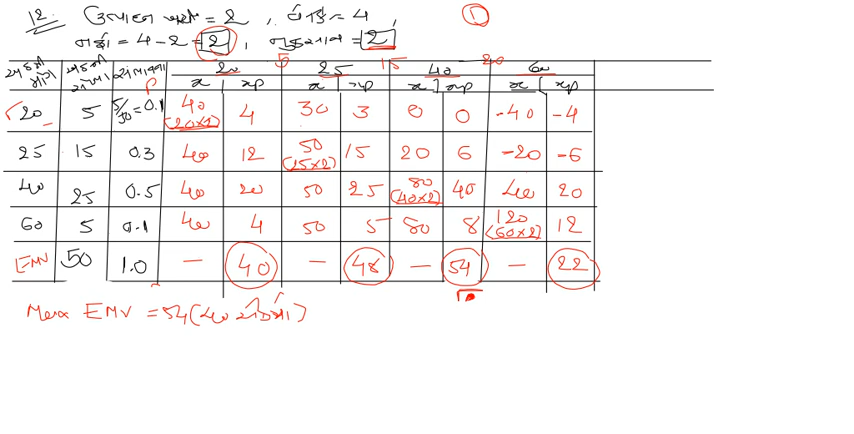 12. ઉત્પાદન ખર્ચ = 2 , વેચાણ = 4 , ①
નફો = 4 - 2 = 2 , નુકશાન = 2
5 15 20
P 20 25 40 60
x xp x xp x xp x xp
20 5 5/50 = 0.1 40 (20×2) 4 30 3 0 0 -40 -4
25 15 0.3 40 12 50 (25×2) 15 20 6 -20 -6
40 25 0.5 40 20 50 25 80 (40×2) 40 40 20
60 5 0.1 40 4 50 5 80 8 120 (60×2) 12
EMV 50 1.0 — 40 — 48 — 54 — 22
Max EMV = 54 (40